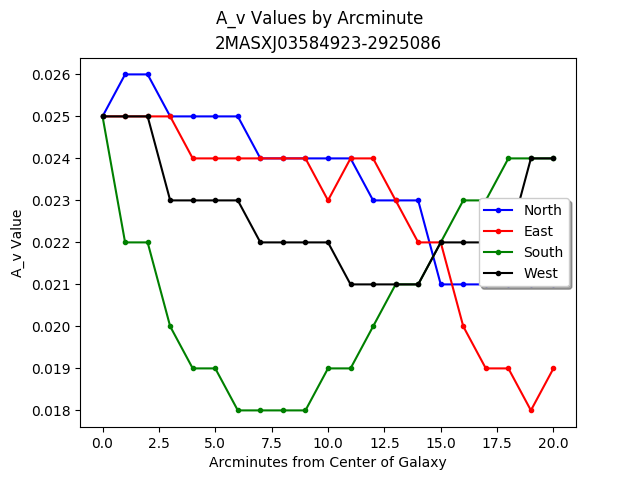 A_v Values by Arcminute
2MASXJ03584923-2925086
0.026
0.025
0.024
0.023
0.022
0.021
0.020
0.019
0.018
A_v Value
North
East
South
West
0.0 2.5 5.0 7.5 10.0 12.5 15.0 17.5 20.0
Arcminutes from Center of Galaxy